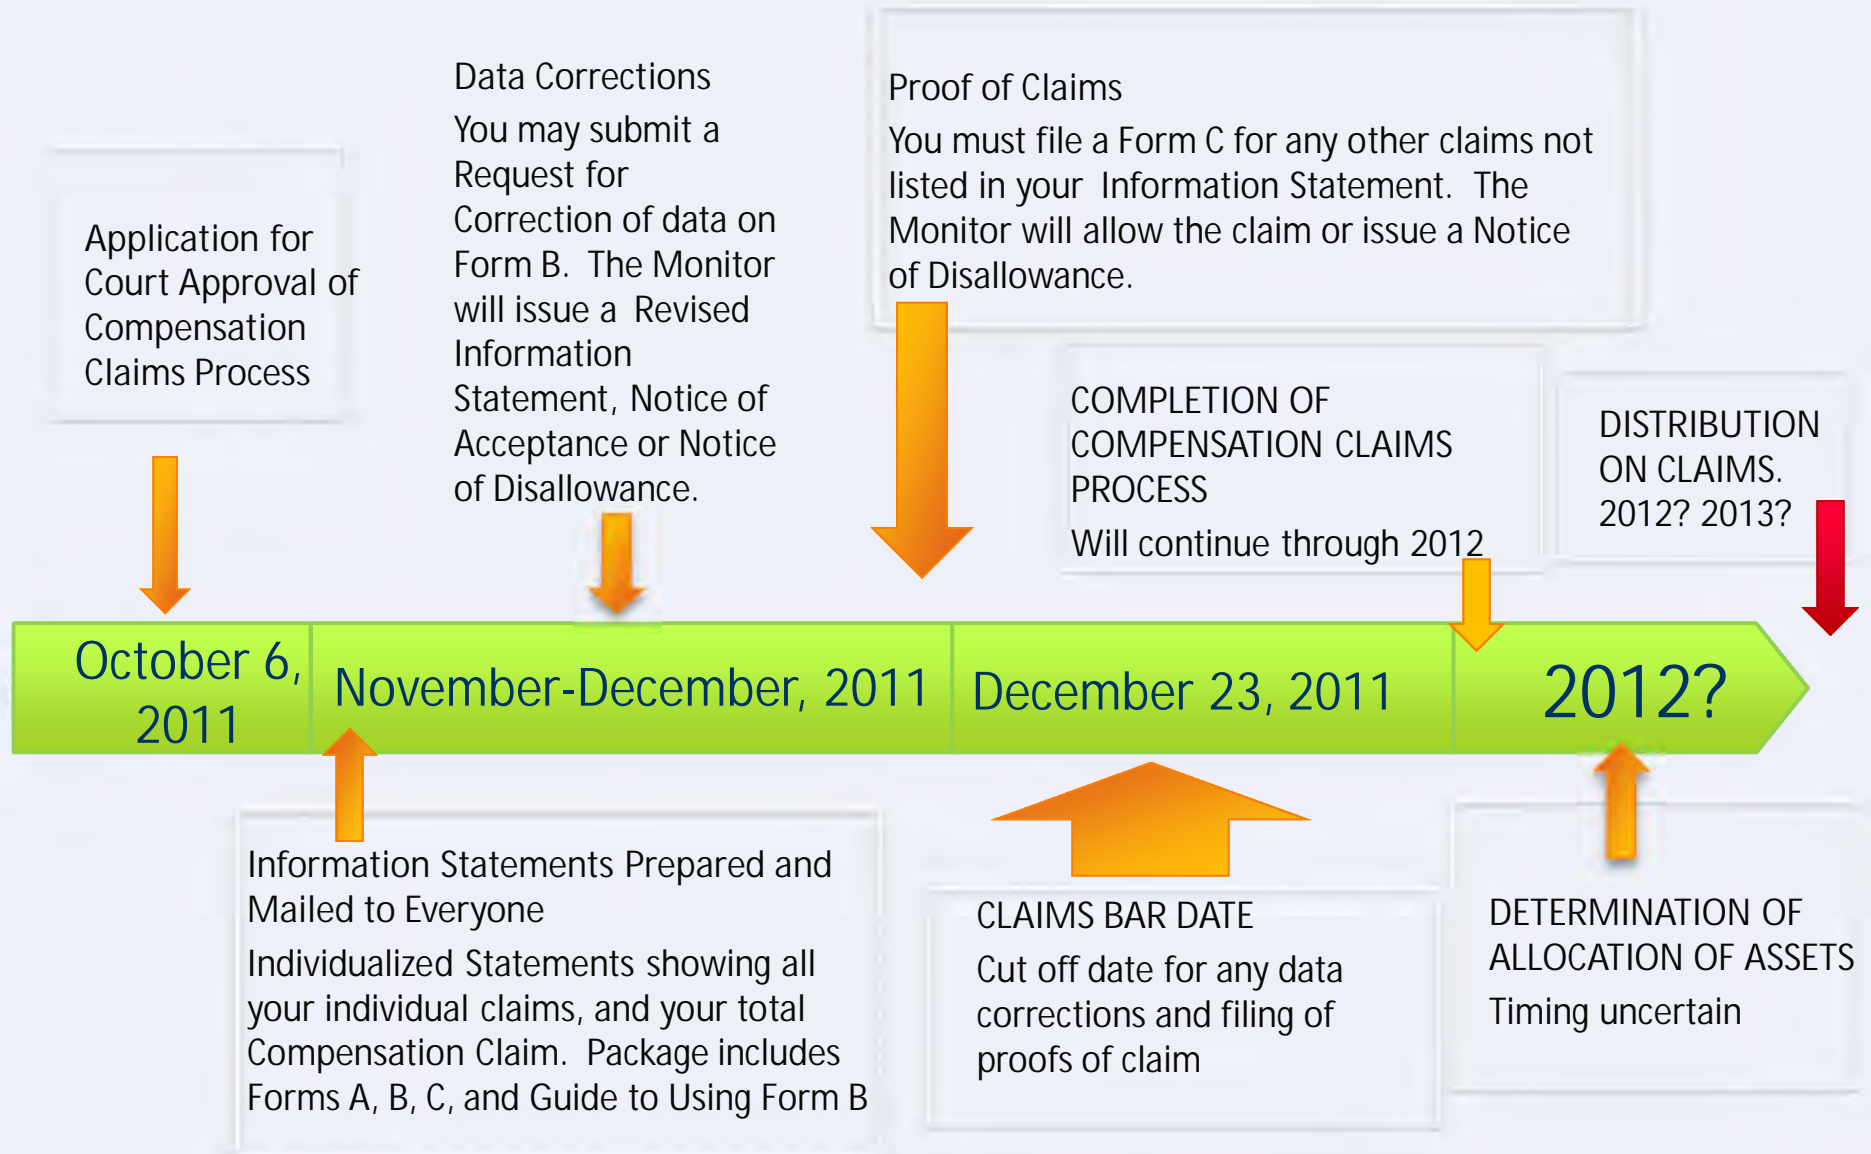 Application for
Court Approval of
Compensation
Claims Process
Data Corrections
You may submit a
Request for
Correction of data on
Form B. The Monitor
will issue a Revised
Information
Statement, Notice of
Acceptance or Notice
of Disallowance.
Proof of Claims
You must file a Form C for any other claims not
listed in your Information Statement. The
Monitor will allow the claim or issue a Notice
of Disallowance.
COMPLETION OF
COMPENSATION CLAIMS
PROCESS
Will continue through 2012
DISTRIBUTION
ON CLAIMS.
2012? 2013?
October 6,
2011
November-December, 2011
December 23, 2011
2012?
Information Statements Prepared and
Mailed to Everyone
Individualized Statements showing all
your individual claims, and your total
Compensation Claim. Package includes
Forms A, B, C, and Guide to Using Form B
CLAIMS BAR DATE
Cut off date for any data
corrections and filing of
proofs of claim
DETERMINATION OF
ALLOCATION OF ASSETS
Timing uncertain